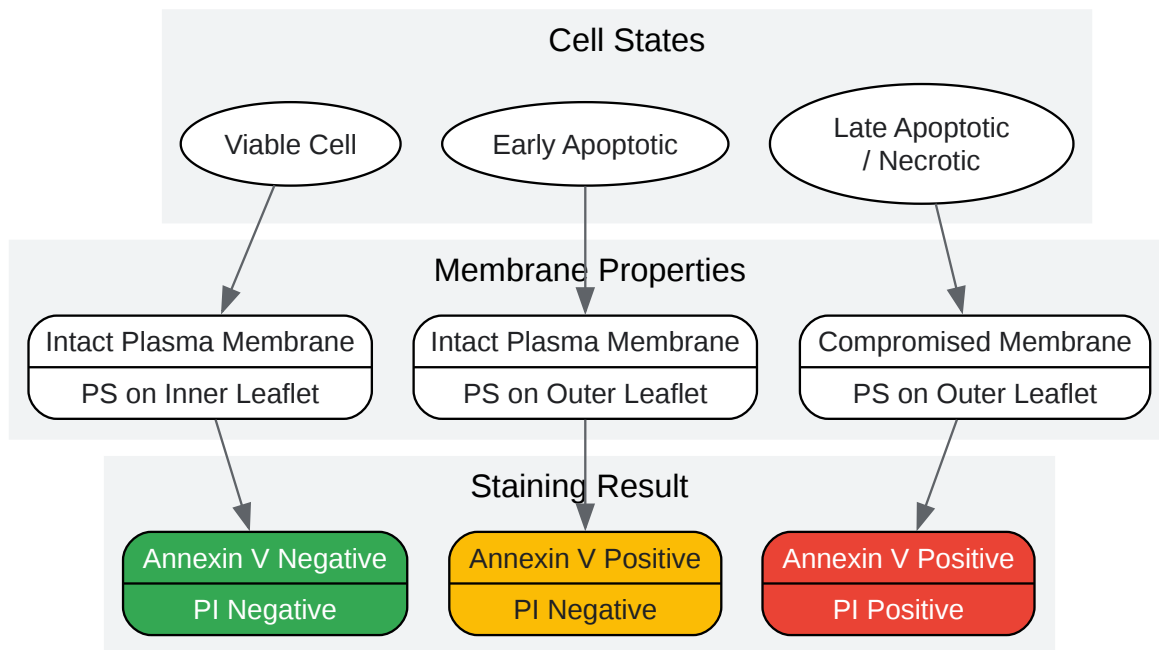 Cell States
Viable Cell
Early Apoptotic
Late Apoptotic
/ Necrotic
Membrane Properties
Intact Plasma Membrane
PS on Inner Leaflet
Intact Plasma Membrane
PS on Outer Leaflet
Compromised Membrane
PS on Outer Leaflet
Staining Result
Annexin V Negative
PI Negative
Annexin V Positive
PI Negative
Annexin V Positive
PI Positive